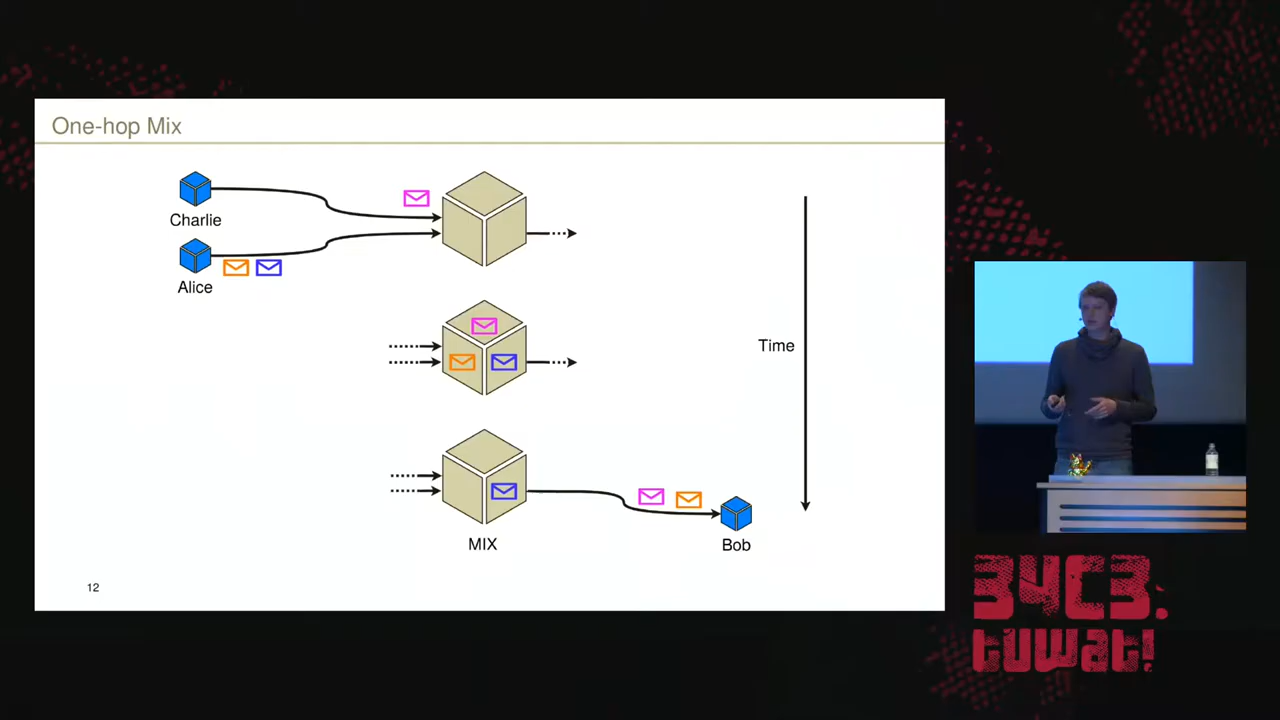 One-hop Mix
Charlie
Alice
Time
MIX
Bob
12
34C3.
tuwat!